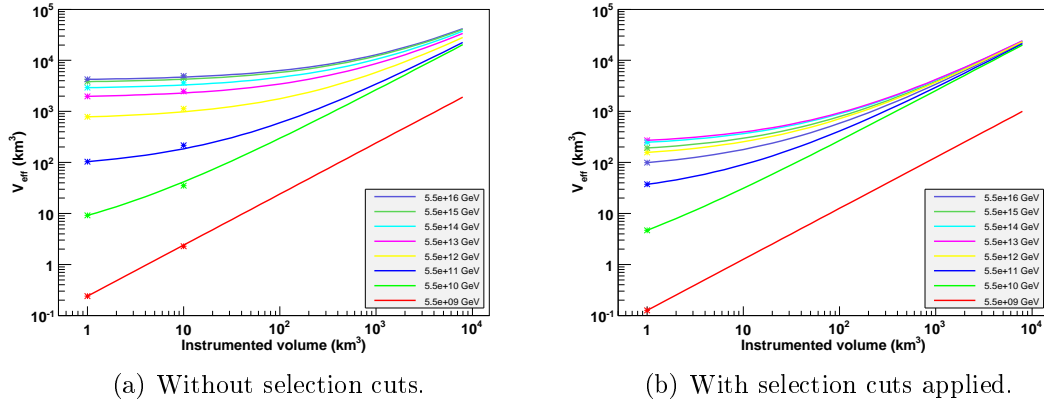 10^5
10^4
10^3
10^2
10
1
10^-1
V_eff (km^3)
1
10
10^2
10^3
10^4
Instrumented volume (km^3)
5.5e+16 GeV
5.5e+15 GeV
5.5e+14 GeV
5.5e+13 GeV
5.5e+12 GeV
5.5e+11 GeV
5.5e+10 GeV
5.5e+09 GeV
(a) Without selection cuts.
10^5
10^4
10^3
10^2
10
1
10^-1
V_eff (km^3)
1
10
10^2
10^3
10^4
Instrumented volume (km^3)
5.5e+16 GeV
5.5e+15 GeV
5.5e+14 GeV
5.5e+13 GeV
5.5e+12 GeV
5.5e+11 GeV
5.5e+10 GeV
5.5e+09 GeV
(b) With selection cuts applied.